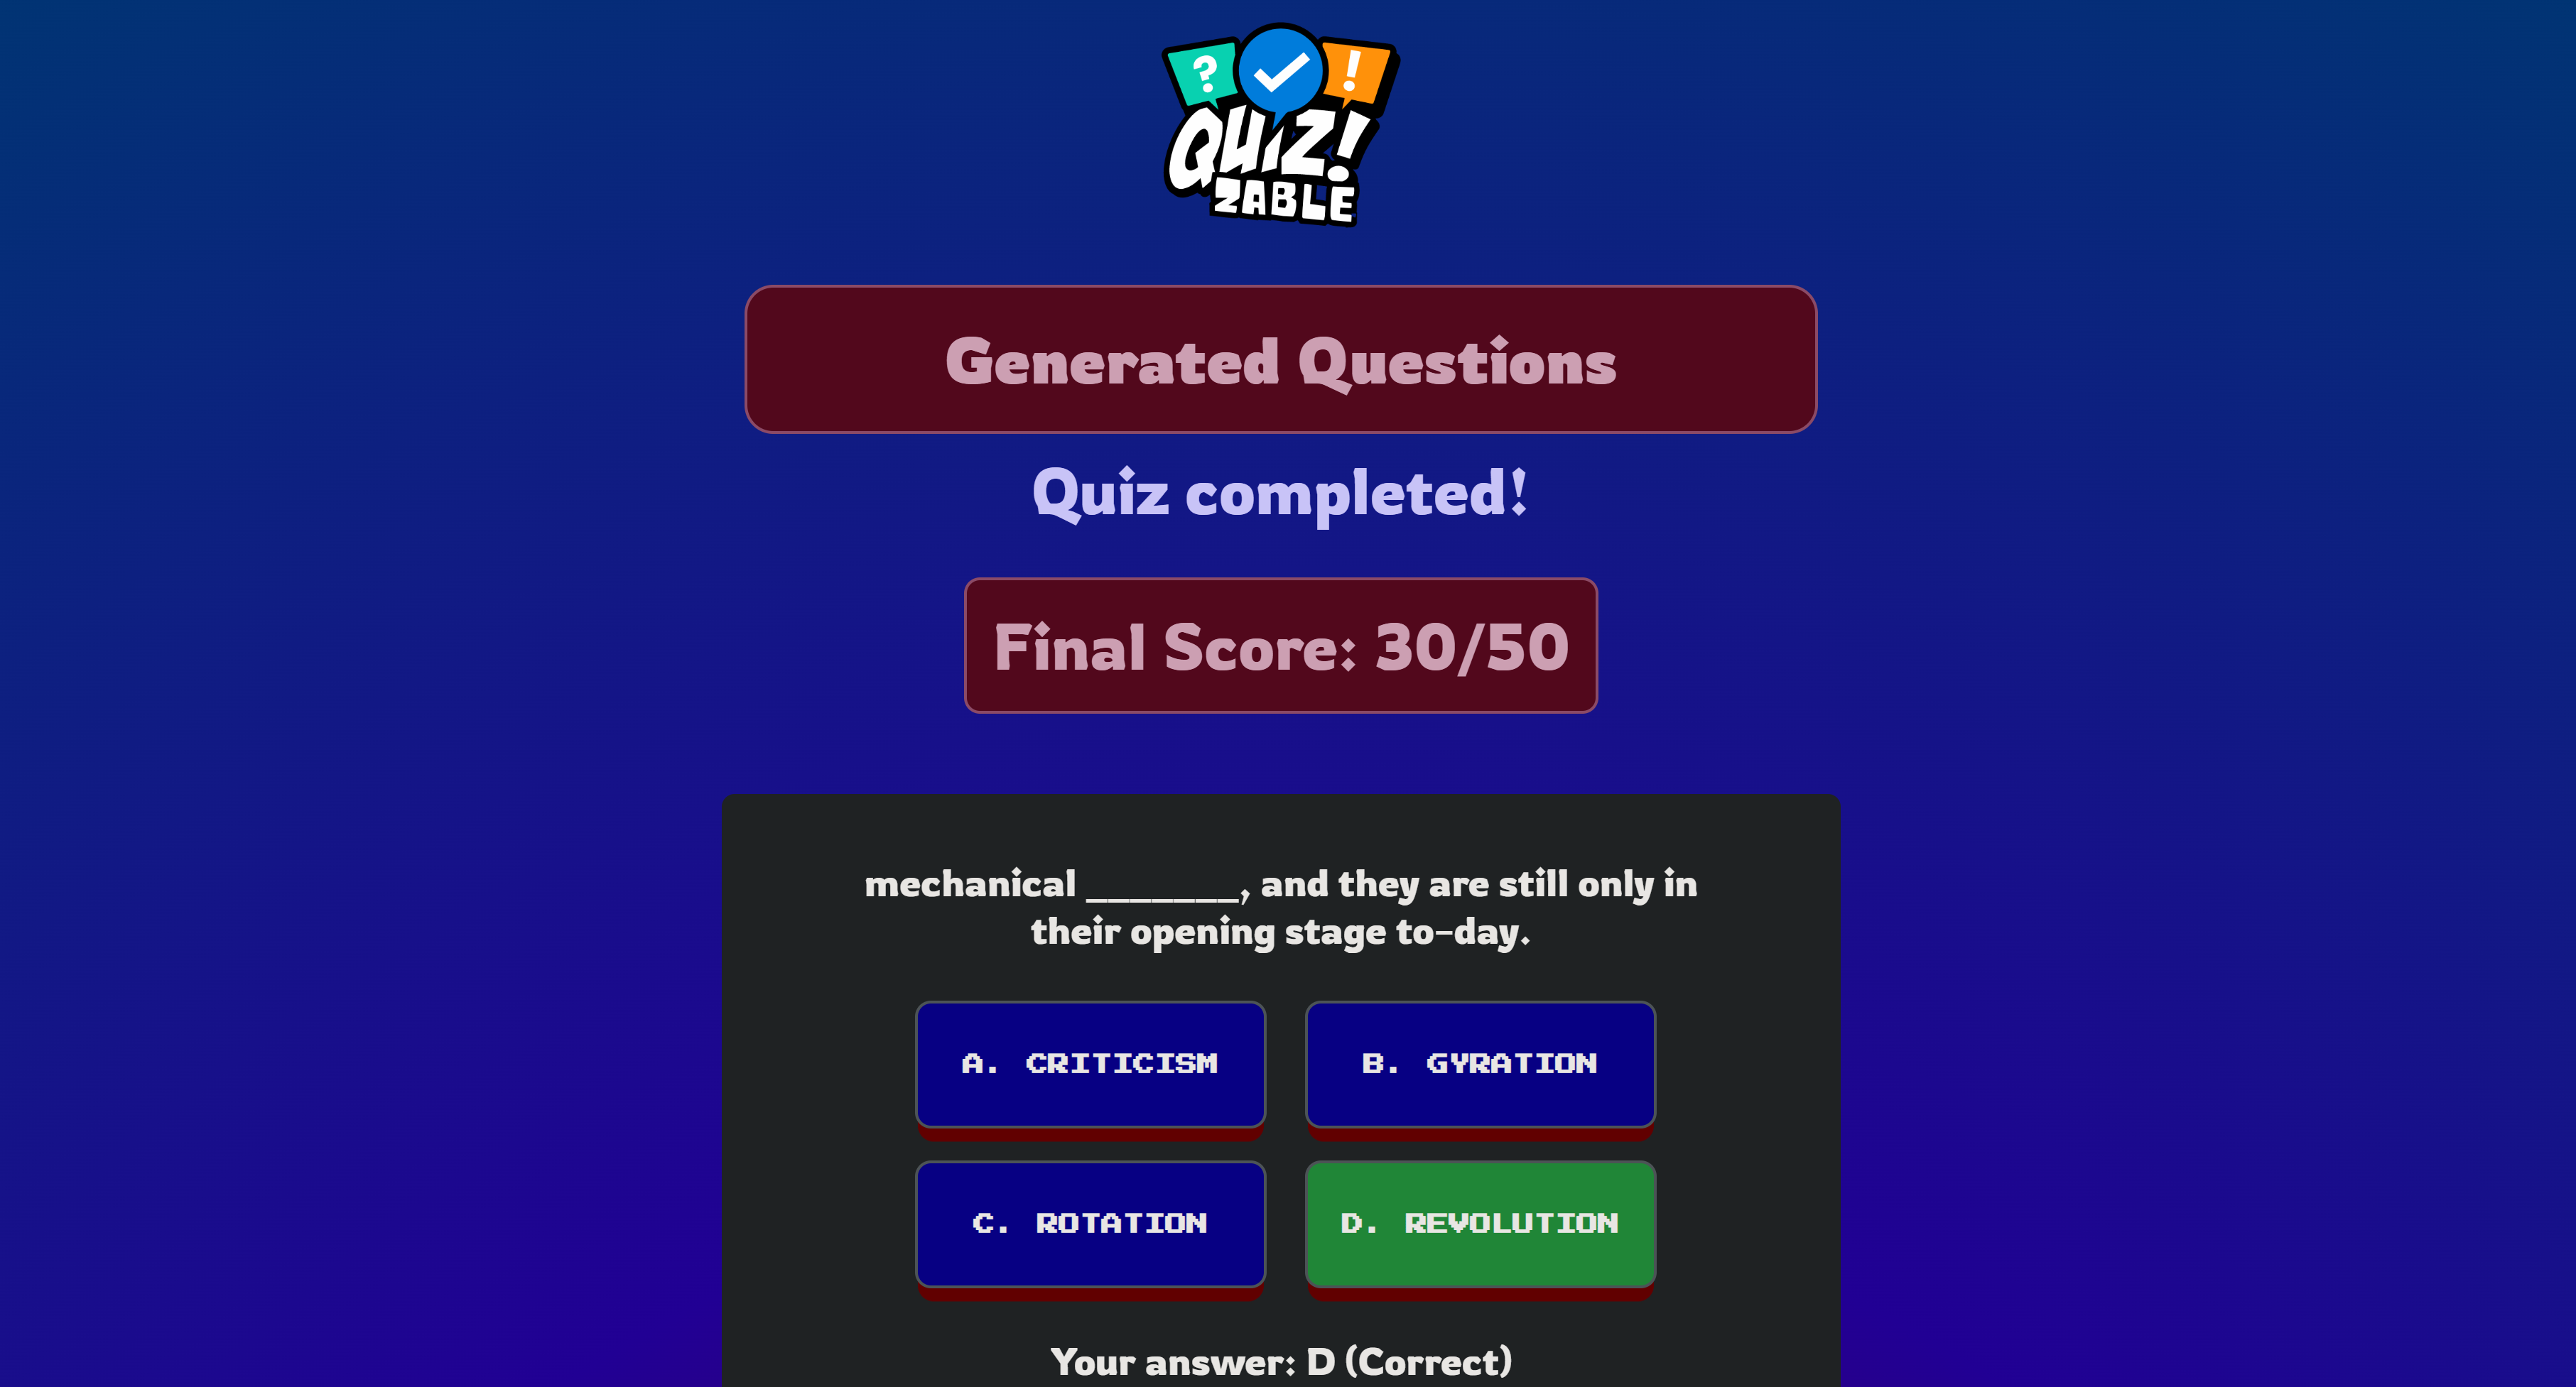 ?
!
QUIZ!
ZABLE
Generated Questions
Quiz completed!
Final Score: 30/50
mechanical _______, and they are still only in
their opening stage to-day.
A. CRITICISM
B. GYRATION
C. ROTATION
D. REVOLUTION
Your answer: D (Correct)